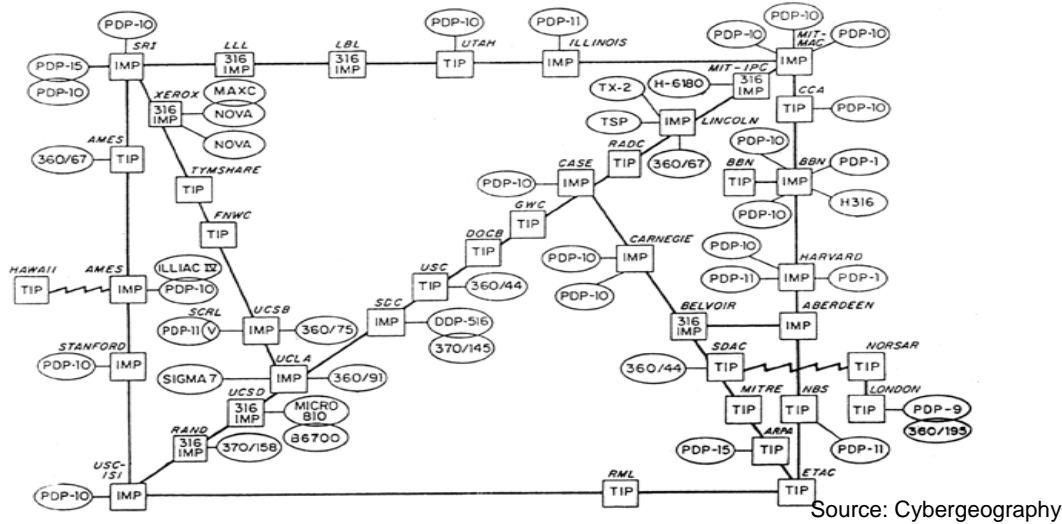 PDP-10
PDP-10
PDP-11
PDP-10
SRI
LLL
LBL
UTAH
ILLINOIS
MIT-
MAC
PDP-10
PDP-10
PDP-15
IMP
316
IMP
316
IMP
TIP
IMP
IMP
PDP-10
XEROX
MAXC
MIT-IPC
TX-2
H-6180
316
IMP
CCA
316
IMP
NOVA
TSP
IMP
LINCOLN
TIP
PDP-10
AMES
NOVA
RADC
360/67
PDP-10
360/67
TIP
TYMSHARE
CASE
TIP
BBN
BBN
PDP-1
TIP
PDP-10
IMP
TIP
IMP
FNWC
GWC
PDP-10
H316
TIP
DOCB
TIP
CARNEGIE
PDP-10
HAWAII
AMES
ILLIAC IV
USC
TIP
PDP-10
IMP
HARVARD
TIP
IMP
PDP-10
TIP
360/44
PDP-11
IMP
PDP-1
SCRL
UCSB
SDC
PDP-10
BELVOIR
ABERDEEN
PDP-11
V
IMP
360/75
IMP
DDP-516
316
IMP
IMP
STANFORD
UCLA
370/145
SDAC
NORSAR
PDP-10
IMP
SIGMA 7
IMP
360/91
360/44
TIP
TIP
UCSD
MITRE
NBS
LONDON
316
IMP
MICRO
810
TIP
TIP
TIP
PDP-9
RAND
B6700
ARPA
360/195
316
IMP
370/158
PDP-15
TIP
PDP-11
USC-
ISI
RML
ETAC
PDP-10
IMP
TIP
TIP
Source: Cybergeography